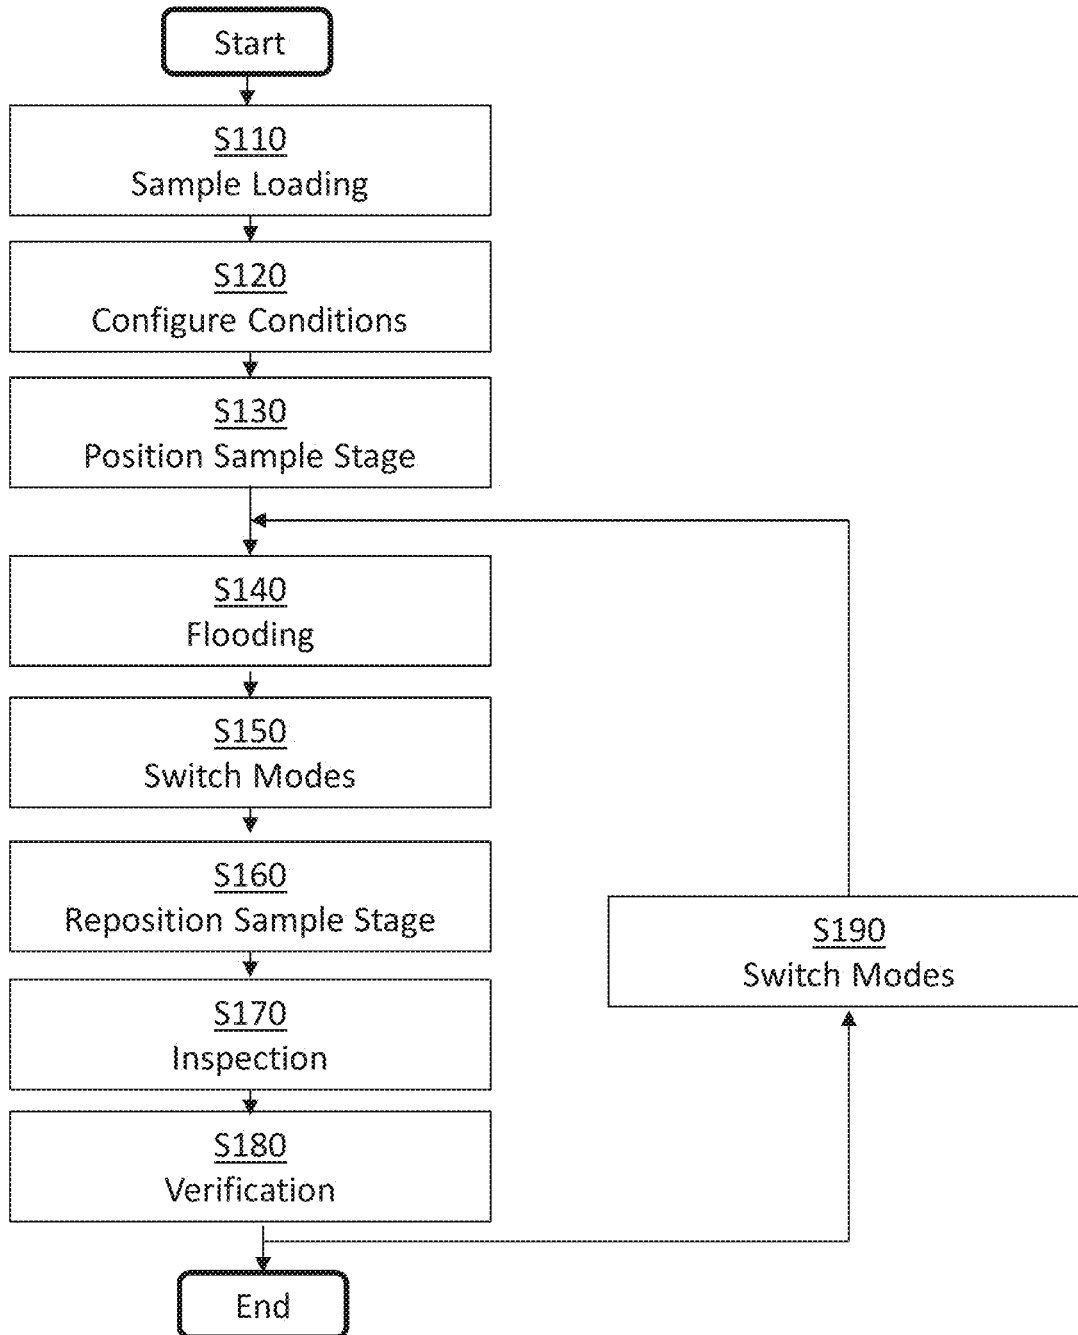 Start
S110
Sample Loading
S120
Configure Conditions
S130
Position Sample Stage
S140
Flooding
S150
Switch Modes
S160
Reposition Sample Stage
S170
Inspection
S180
Verification
S190
Switch Modes
End